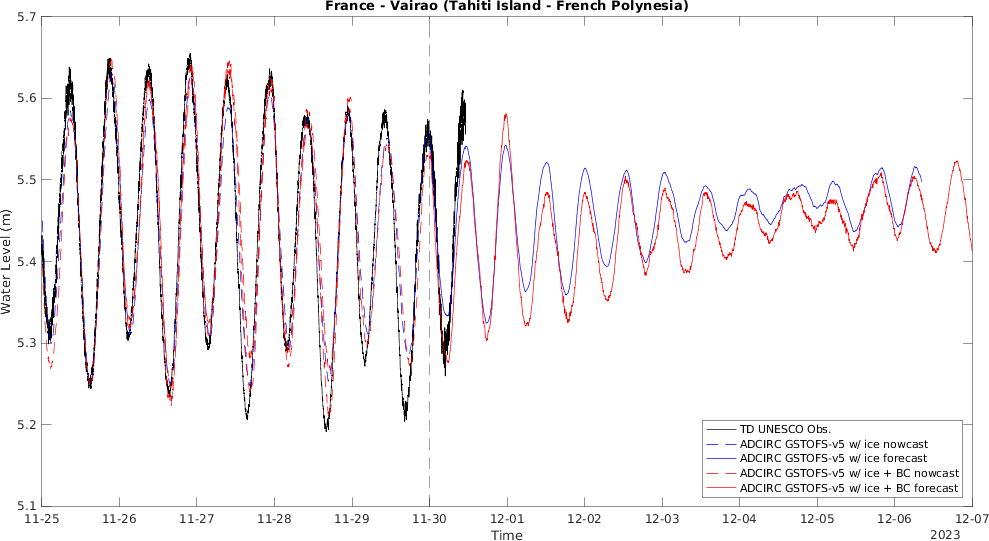 France - Vairao (Tahiti Island - French Polynesia)
5.7
5.6
5.5
5.4
5.3
5.2
5.1
Water Level (m)
TD UNESCO Obs.
ADCIRC GSTOFS-v5 w/ ice nowcast
ADCIRC GSTOFS-v5 w/ ice forecast
ADCIRC GSTOFS-v5 w/ ice + BC nowcast
ADCIRC GSTOFS-v5 w/ ice + BC forecast
11-25 11-26 11-27 11-28 11-29 11-30 12-01 12-02 12-03 12-04 12-05 12-06 12-07
Time
2023